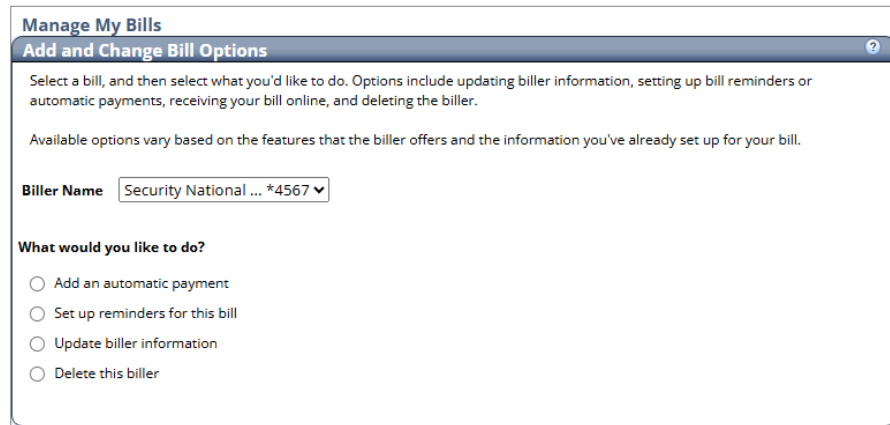 Manage My Bills
Add and Change Bill Options
?
Select a bill, and then select what you'd like to do. Options include updating biller information, setting up bill reminders or
automatic payments, receiving your bill online, and deleting the biller.
Available options vary based on the features that the biller offers and the information you've already set up for your bill.
Biller Name Security National ... *4567
What would you like to do?
Add an automatic payment
Set up reminders for this bill
Update biller information
Delete this biller